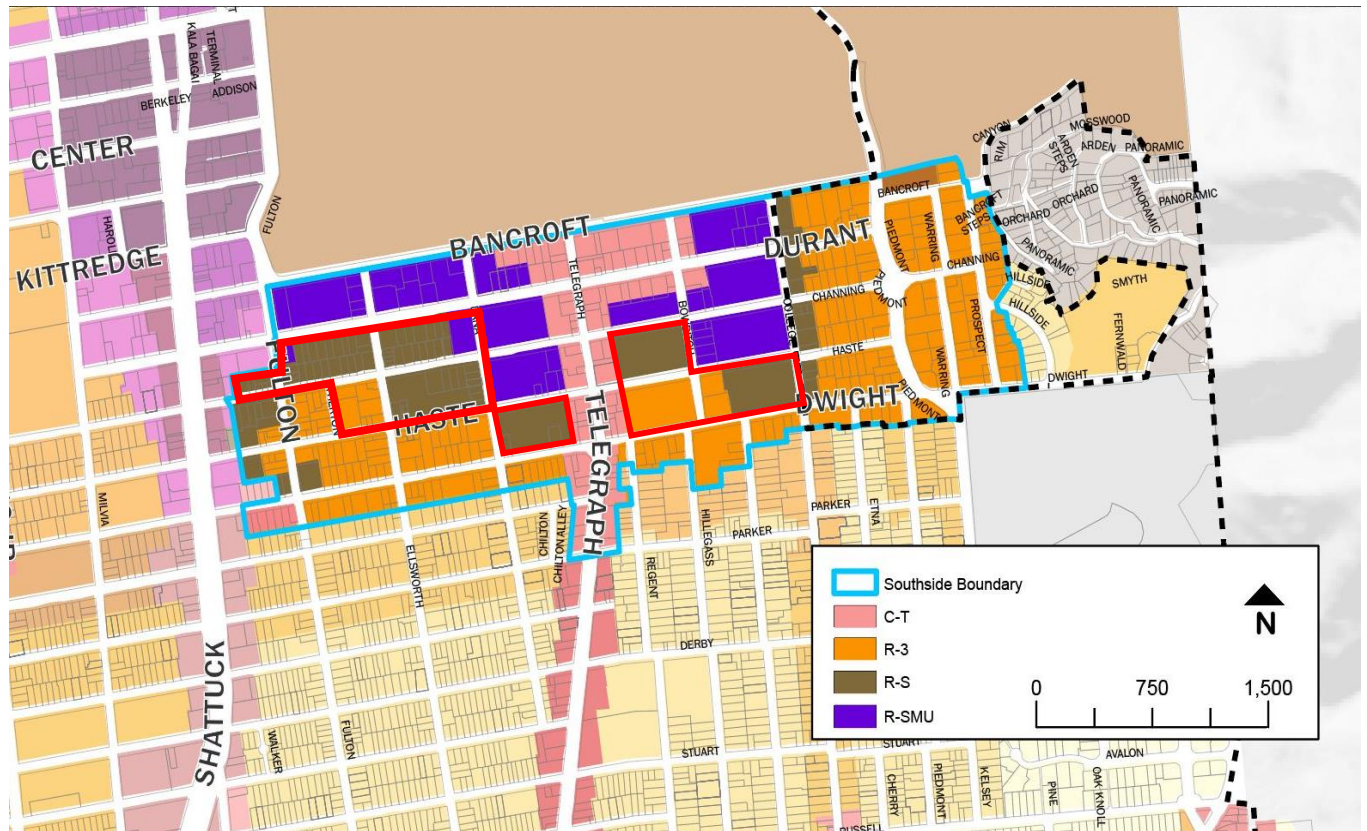 KALA BAGAI
TERMINAL
BERKELEY
ADDISON
CENTER
FULTON
HAROL
KITTREDGE
BANCROFT
TELEGRAPH
DURANT
BANCROFT
CANYON
RIM
MOSSWOOD
ARDEN
STEPS
ARDEN
PANORAMIC
ORCHARD
ORCHARD
PANORAMIC
PANORAMIC
BANCROFT
STEPS
WARRING
PIEDMONT
CHANNING
PANORAMIC
HILLSIDE
HILLSIDE
SMYTH
FERNWALD
CHANNING
PIEDMONT
PROSPECT
HASTE
WARRING
DWIGHT
DWIGHT
PIEDMONT
HASTE
TELEGRAPH
MILVIA
ELLSWORTH
CHILTON
CHILTON ALLEY
REGENT
HILLEGASS
PARKER
PARKER
ETNA
DERBY
SHATTUCK
WALKER
FULTON
STUART
STUART
CHERRY
PIEDMONT
KELSEY
PINE
OAK KNOLL
AVALON
RUSSELL
Southside Boundary
C-T
R-3
R-S
R-SMU
N
0 750 1,500